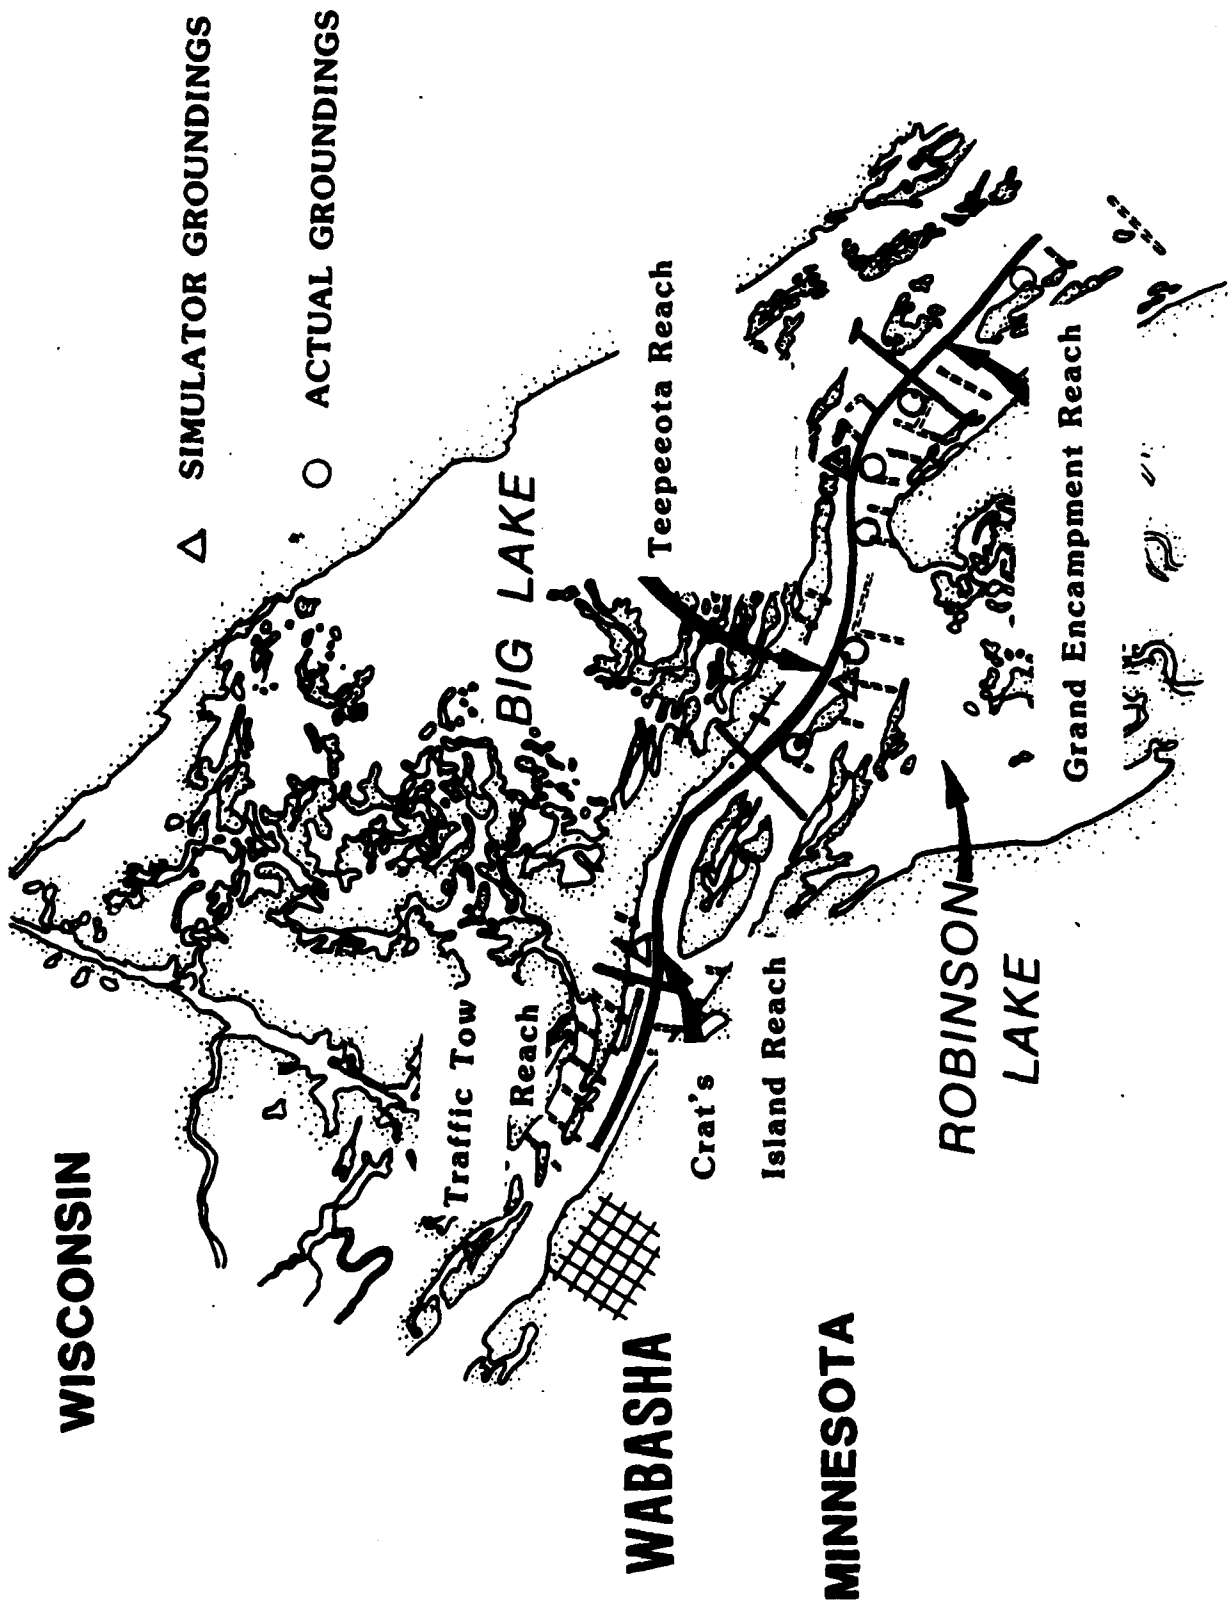 WISCONSIN
SIMULATOR GROUNDINGS
ACTUAL GROUNDINGS
BIG LAKE
Traffic Tow
Reach
Teepeeota Reach
WABASHA
Crat's
Island Reach
MINNESOTA
ROBINSON
LAKE
Grand Encampment Reach